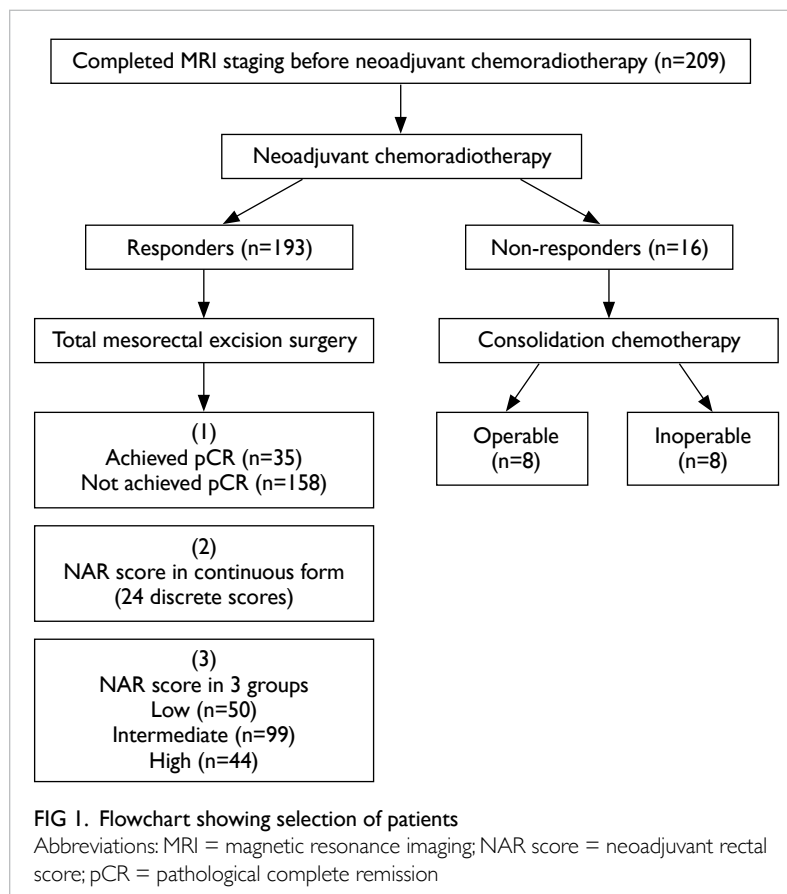 Completed MRI staging before neoadjuvant chemoradiotherapy (n=209)
Neoadjuvant chemoradiotherapy
Responders (n=193)
Non-responders (n=16)
Total mesorectal excision surgery
Consolidation chemotherapy
(1)
Achieved pCR (n=35)
Not achieved pCR (n=158)
Operable
(n=8)
Inoperable
(n=8)
(2)
NAR score in continuous form
(24 discrete scores)
(3)
NAR score in 3 groups
Low (n=50)
Intermediate (n=99)
High (n=44)
FIG 1. Flowchart showing selection of patients
Abbreviations: MRI = magnetic resonance imaging; NAR score = neoadjuvant rectal
score; pCR = pathological complete remission